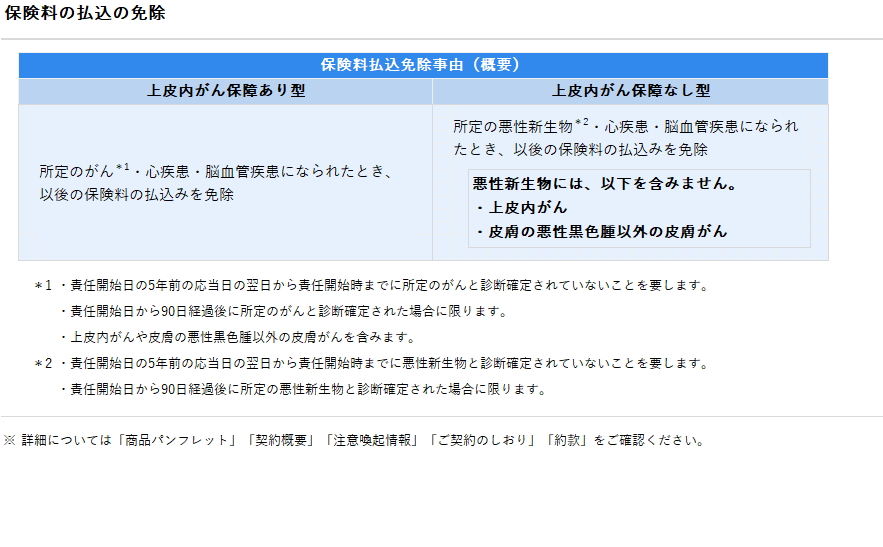 保険料の払込の免除
保険料払込免除事由（概要）
上皮内がん保障あり型
上皮内がん保障なし型
所定のがん＊1・心疾患・脳血管疾患になられたとき、
以後の保険料の払込みを免除
所定の悪性新生物＊2・心疾患・脳血管疾患になられ
たとき、以後の保険料の払込みを免除
悪性新生物には、以下を含みません。
・上皮内がん
・皮膚の悪性黒色腫以外の皮膚がん
＊1 ・責任開始日の5年前の応当日の翌日から責任開始時までに所定のがんと診断確定されていないことを要します。
・責任開始日から90日経過後に所定のがんと診断確定された場合に限ります。
・上皮内がんや皮膚の悪性黒色腫以外の皮膚がんを含みます。
＊2 ・責任開始日の5年前の応当日の翌日から責任開始時までに悪性新生物と診断確定されていないことを要します。
・責任開始日から90日経過後に所定の悪性新生物と診断確定された場合に限ります。
※ 詳細については「商品パンフレット」「契約概要」「注意喚起情報」「ご契約のしおり」「約款」をご確認ください。